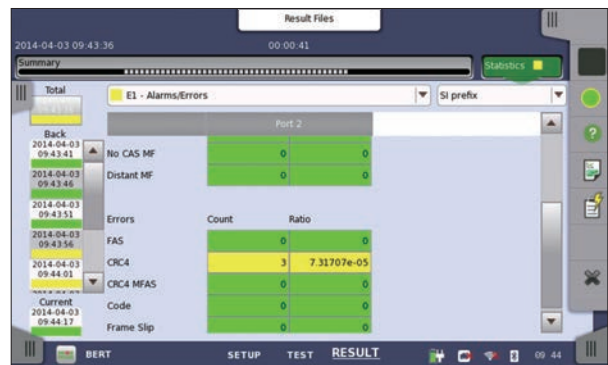 Result Files
2014-04-03 09:43:36 00:00:41
Summary Statistics
Total E1 - Alarms/Errors SI prefix
Port 2
Back
2014-04-03
09:43:41
No CAS MF 0 0
2014-04-03
09:43:46
Distant MF 0 0
2014-04-03
09:43:51
Errors Count Ratio
2014-04-03
09:43:56
FAS 0 0
2014-04-03
09:44:01
CRC4 3 7.31707e-05
CRC4 MFAS 0 0
Current
2014-04-03
09:44:17
Code 0 0
Frame Slip 0 0
BERT SETUP TEST RESULT 09 44